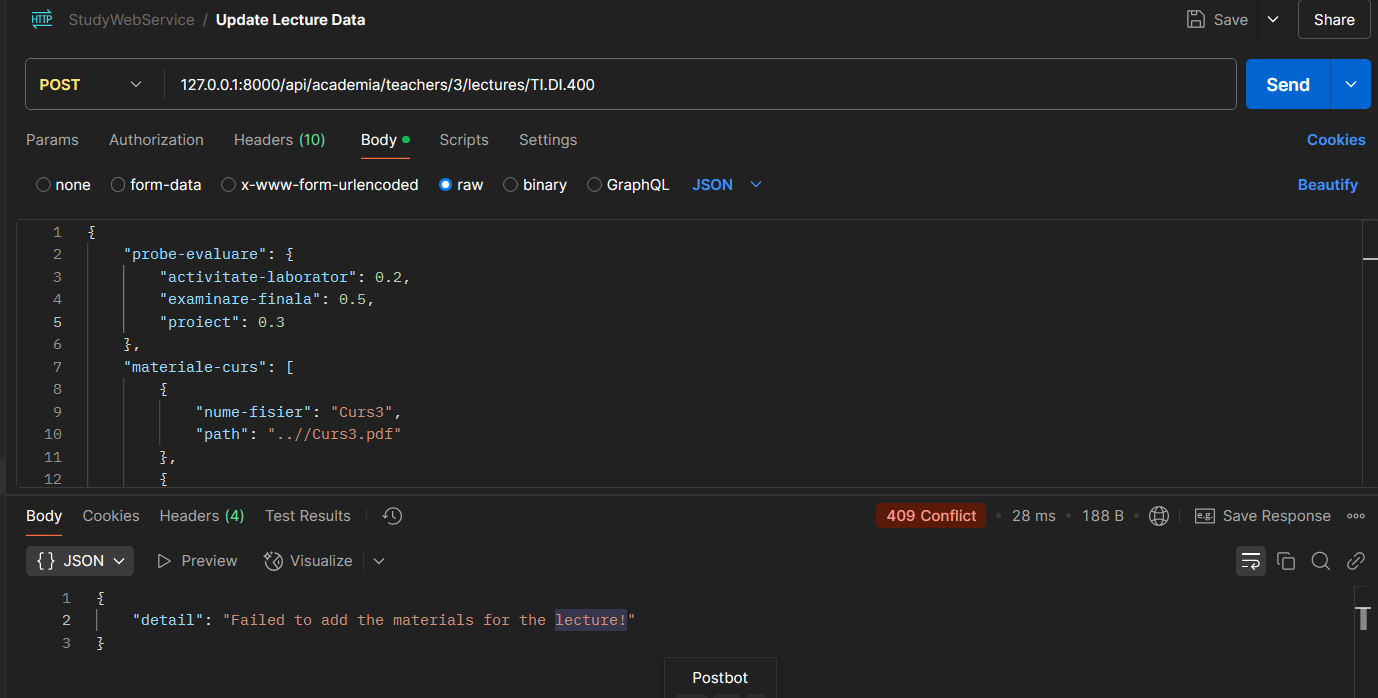 HTTP StudyWebService / Update Lecture Data Save Share
POST 127.0.0.1:8000/api/academia/teachers/3/lectures/TI.DI.400 Send
Params Authorization Headers (10) Body Scripts Settings Cookies
none form-data x-www-form-urlencoded raw binary GraphQL JSON Beautify
1 {
2 "probe-evaluare": {
3 "activitate-laborator": 0.2,
4 "examinare-finala": 0.5,
5 "proiect": 0.3
6 },
7 "materiale-curs": [
8 {
9 "nume-fisier": "Curs3",
10 "path": "..//Curs3.pdf"
11 },
12 {
Body Cookies Headers (4) Test Results 409 Conflict 28 ms 188 B e.g. Save Response
{} JSON Preview Visualize
1 {
2 "detail": "Failed to add the materials for the lecture!"
3 }
Postbot